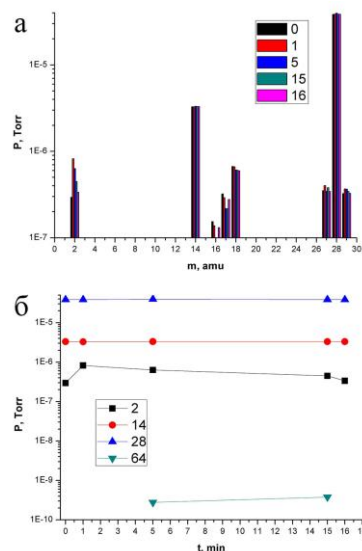 а
0
1
5
15
16
P, Torr
1E-5
1E-6
1E-7
0 2 4 6 8 10 12 14 16 18 20 22 24 26 28 30
m, amu
б
P, Torr
1E-5
1E-6
1E-7
1E-8
1E-9
1E-10
2
14
28
64
0 1 2 3 4 5 6 7 8 9 10 11 12 13 14 15 16
t, min